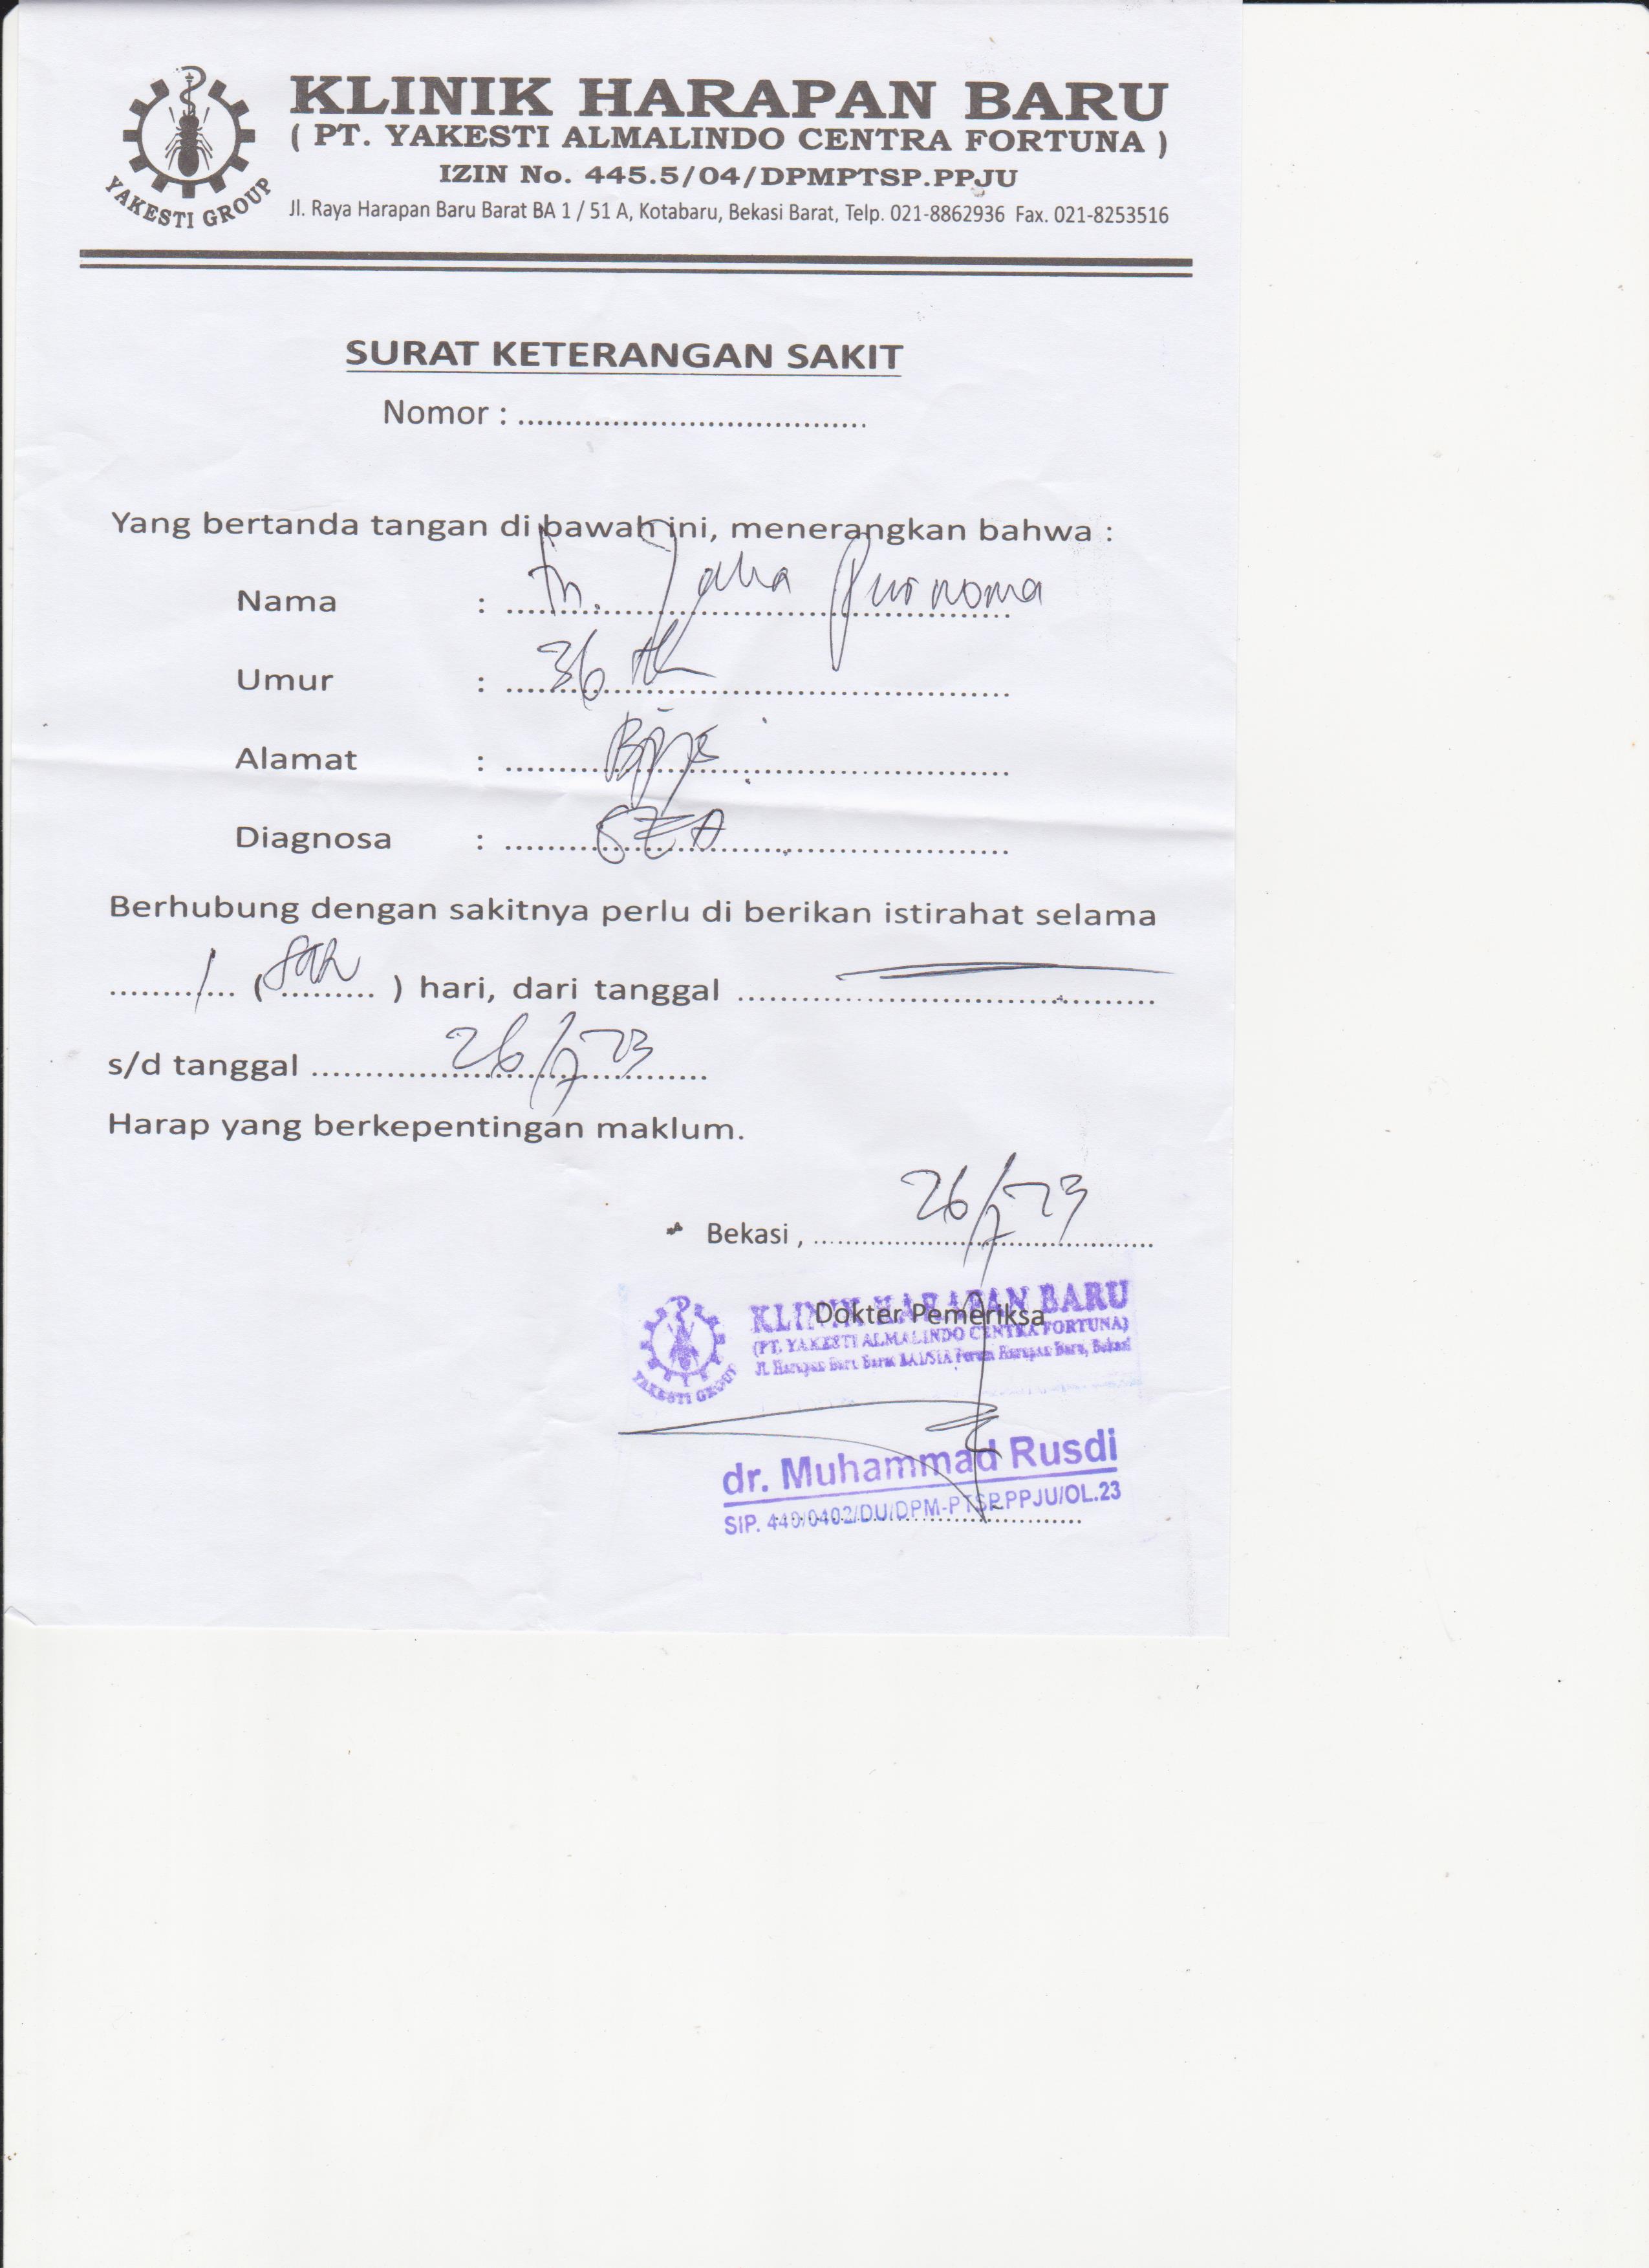 KLINIK HARAPAN BARU
( PT. YAKESTI ALMALINDO CENTRA FORTUNA )
IZIN No. 445.5/04/DPMPTSP.PPJU
Jl. Raya Harapan Baru Barat BA 1 / 51 A, Kotabaru, Bekasi Barat, Telp. 021-8862936 Fax. 021-8253516
YAKESTI GROUP
SURAT KETERANGAN SAKIT
Nomor : ....................................
Yang bertanda tangan di bawah ini, menerangkan bahwa :
Nama : Tn. Purnoma
Umur : 36 th
Alamat :
Diagnosa :
Berhubung dengan sakitnya perlu di berikan istirahat selama
1 ( ) hari, dari tanggal
s/d tanggal 26/7 23
Harap yang berkepentingan maklum.
Bekasi , 26/7 23
Dokter Pemeriksa
KLINIK HARAPAN BARU
(PT. YAKESTI ALMALINDO CENTRA FORTUNA)
Jl. Harapan Baru Barat BA1/51A Perum Harapan Baru, Bekasi
YAKESTI GROUP
dr. Muhammad Rusdi
SIP. 440/0402/DU/DPM-PTSP.PPJU/OL.23